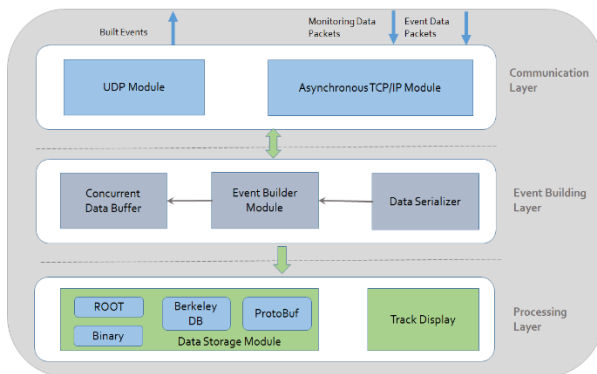 Built Events
Monitoring Data
Packets
Event Data
Packets
UDP Module
Asynchronous TCP/IP Module
Communication
Layer
Concurrent
Data Buffer
Event Builder
Module
Data Serializer
Event Building
Layer
ROOT
Binary
Berkeley
DB
ProtoBuf
Data Storage Module
Track Display
Processing
Layer